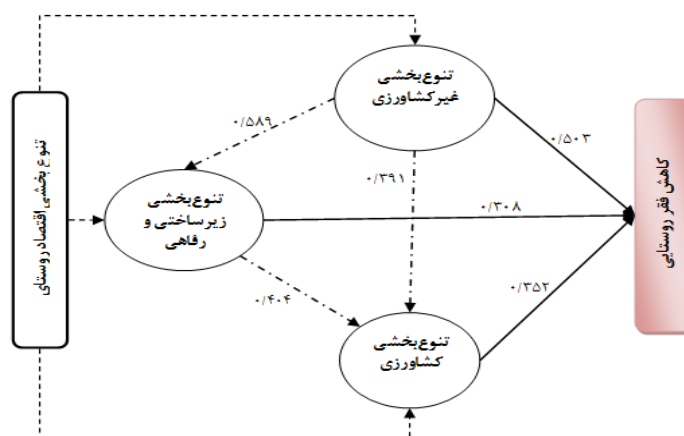 تنوع‌بخشی
غیرکشاورزی
۰/۵۸۹
۰/۵۰۳
۰/۳۹۱
تنوع بخشی اقتصاد روستای
تنوع‌بخشی
زیرساختی و
رفاهی
۰/۳۰۸
کاهش فقر روستایی
۰/۴۰۴
۰/۳۵۲
تنوع‌بخشی
کشاورزی